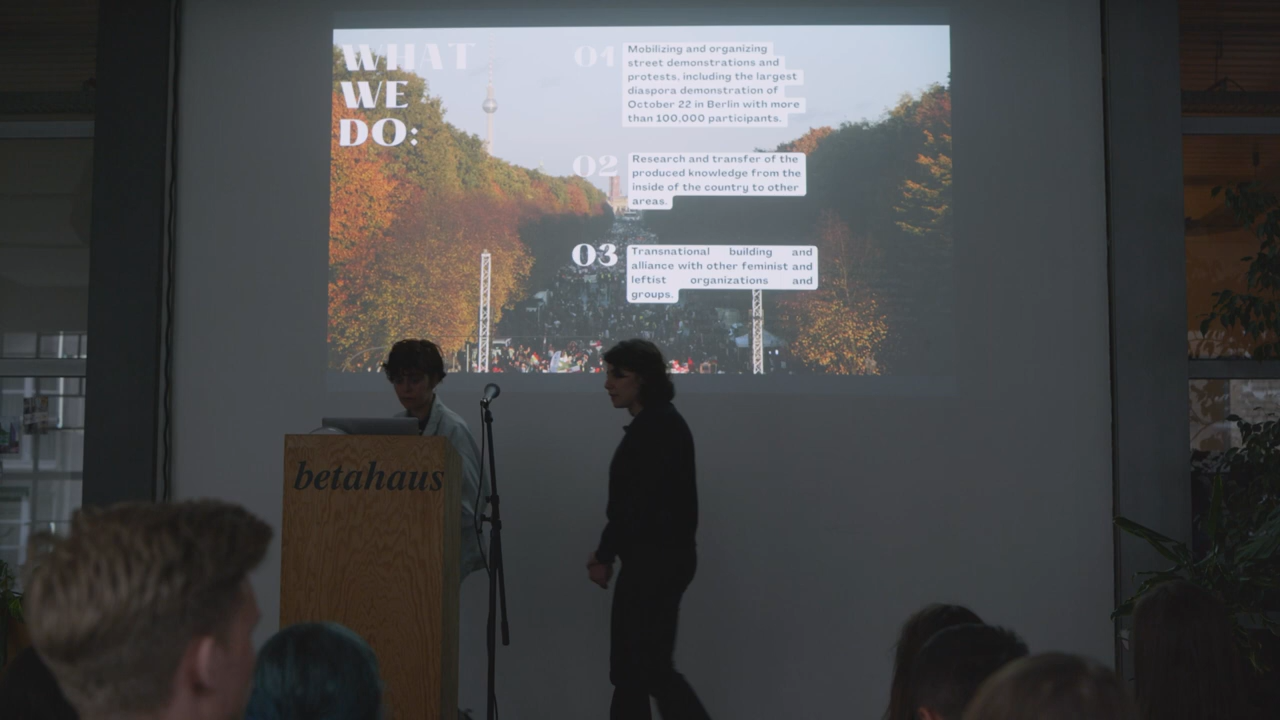 WHAT
WE
DO:
01
Mobilizing and organizing
street demonstrations and
protests, including the largest
diaspora demonstration of
October 22 in Berlin with more
than 100.000 participants.
02
Research and transfer of the
produced knowledge from the
inside of the country to other
areas.
03
Transnational building and
alliance with other feminist and
leftist organizations and
groups.
betahaus